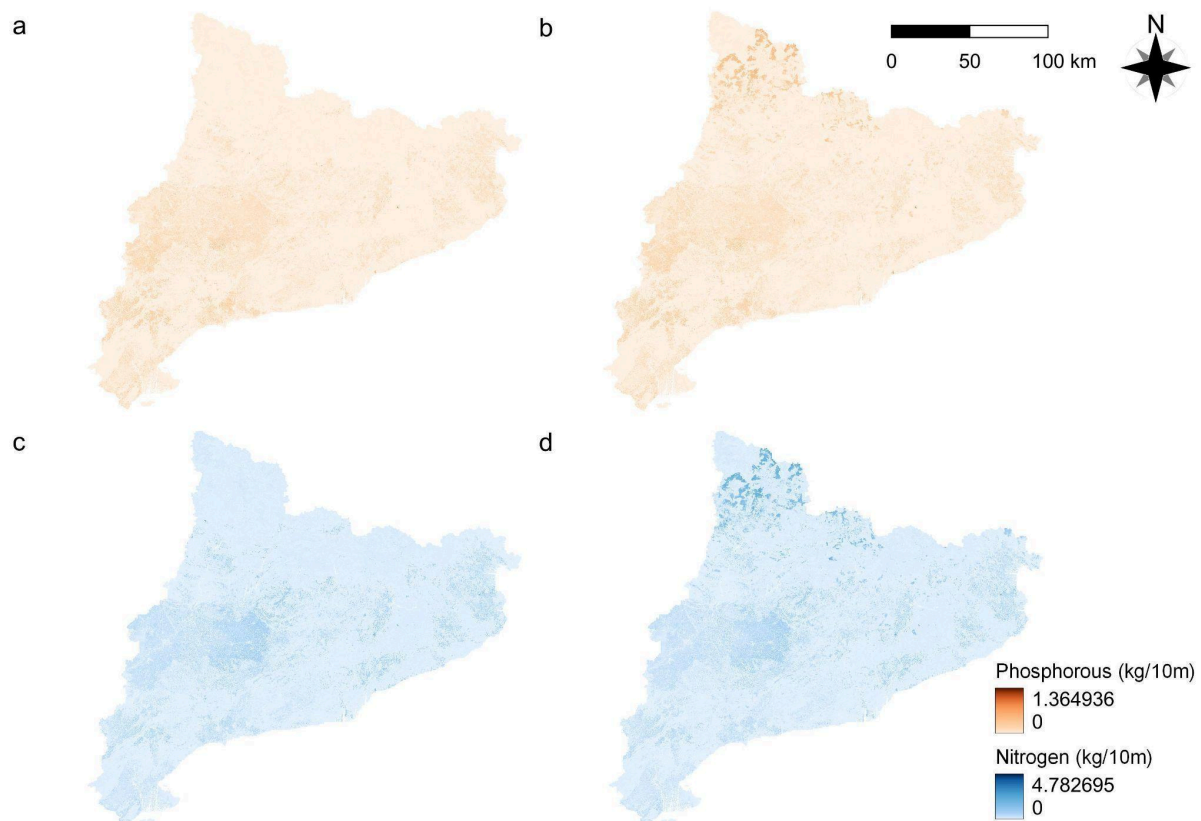 a
b
N
0 50 100 km
c
d
Phosphorous (kg/10m)
1.364936
0
Nitrogen (kg/10m)
4.782695
0